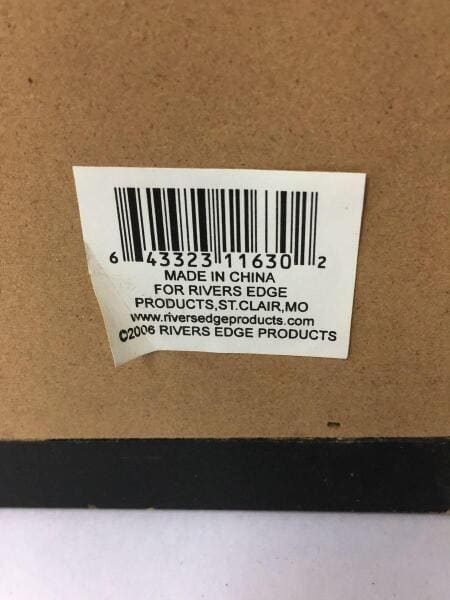 6 43323 11630 2
MADE IN CHINA
FOR RIVERS EDGE
PRODUCTS,ST.CLAIR,MO
www.riversedgeproducts.com
©2006 RIVERS EDGE PRODUCTS